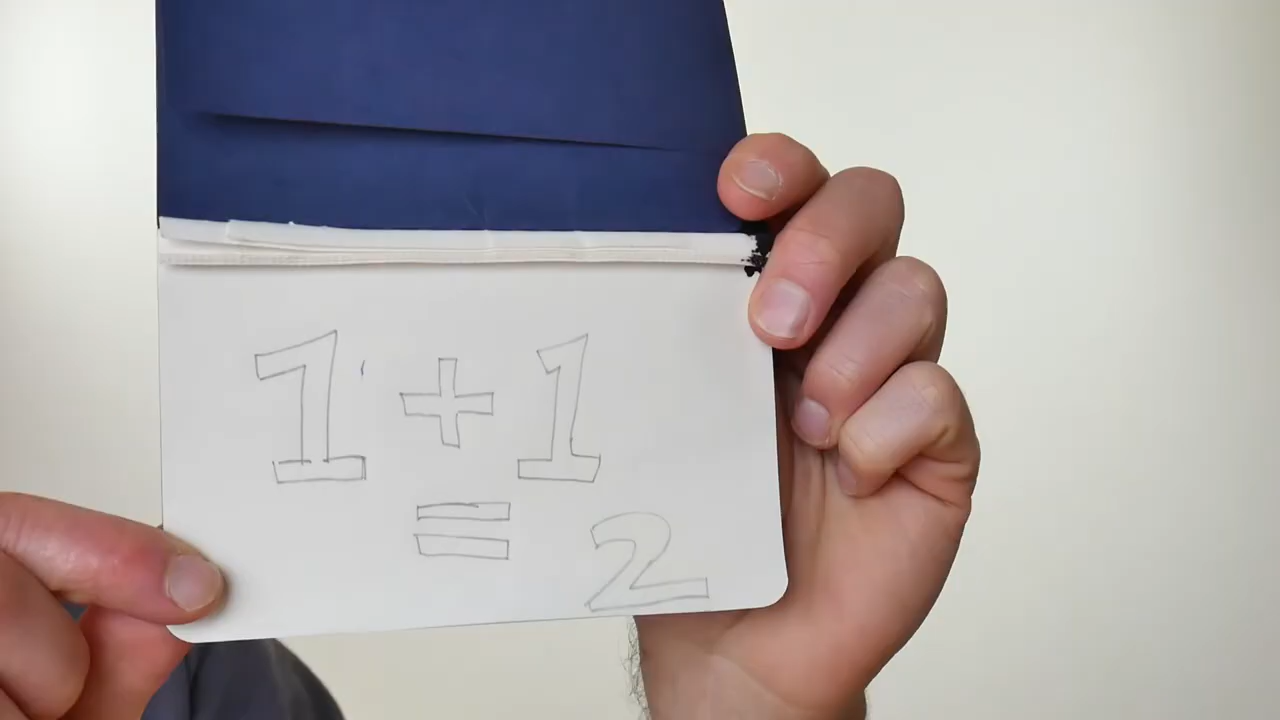 1 + 1
= 2